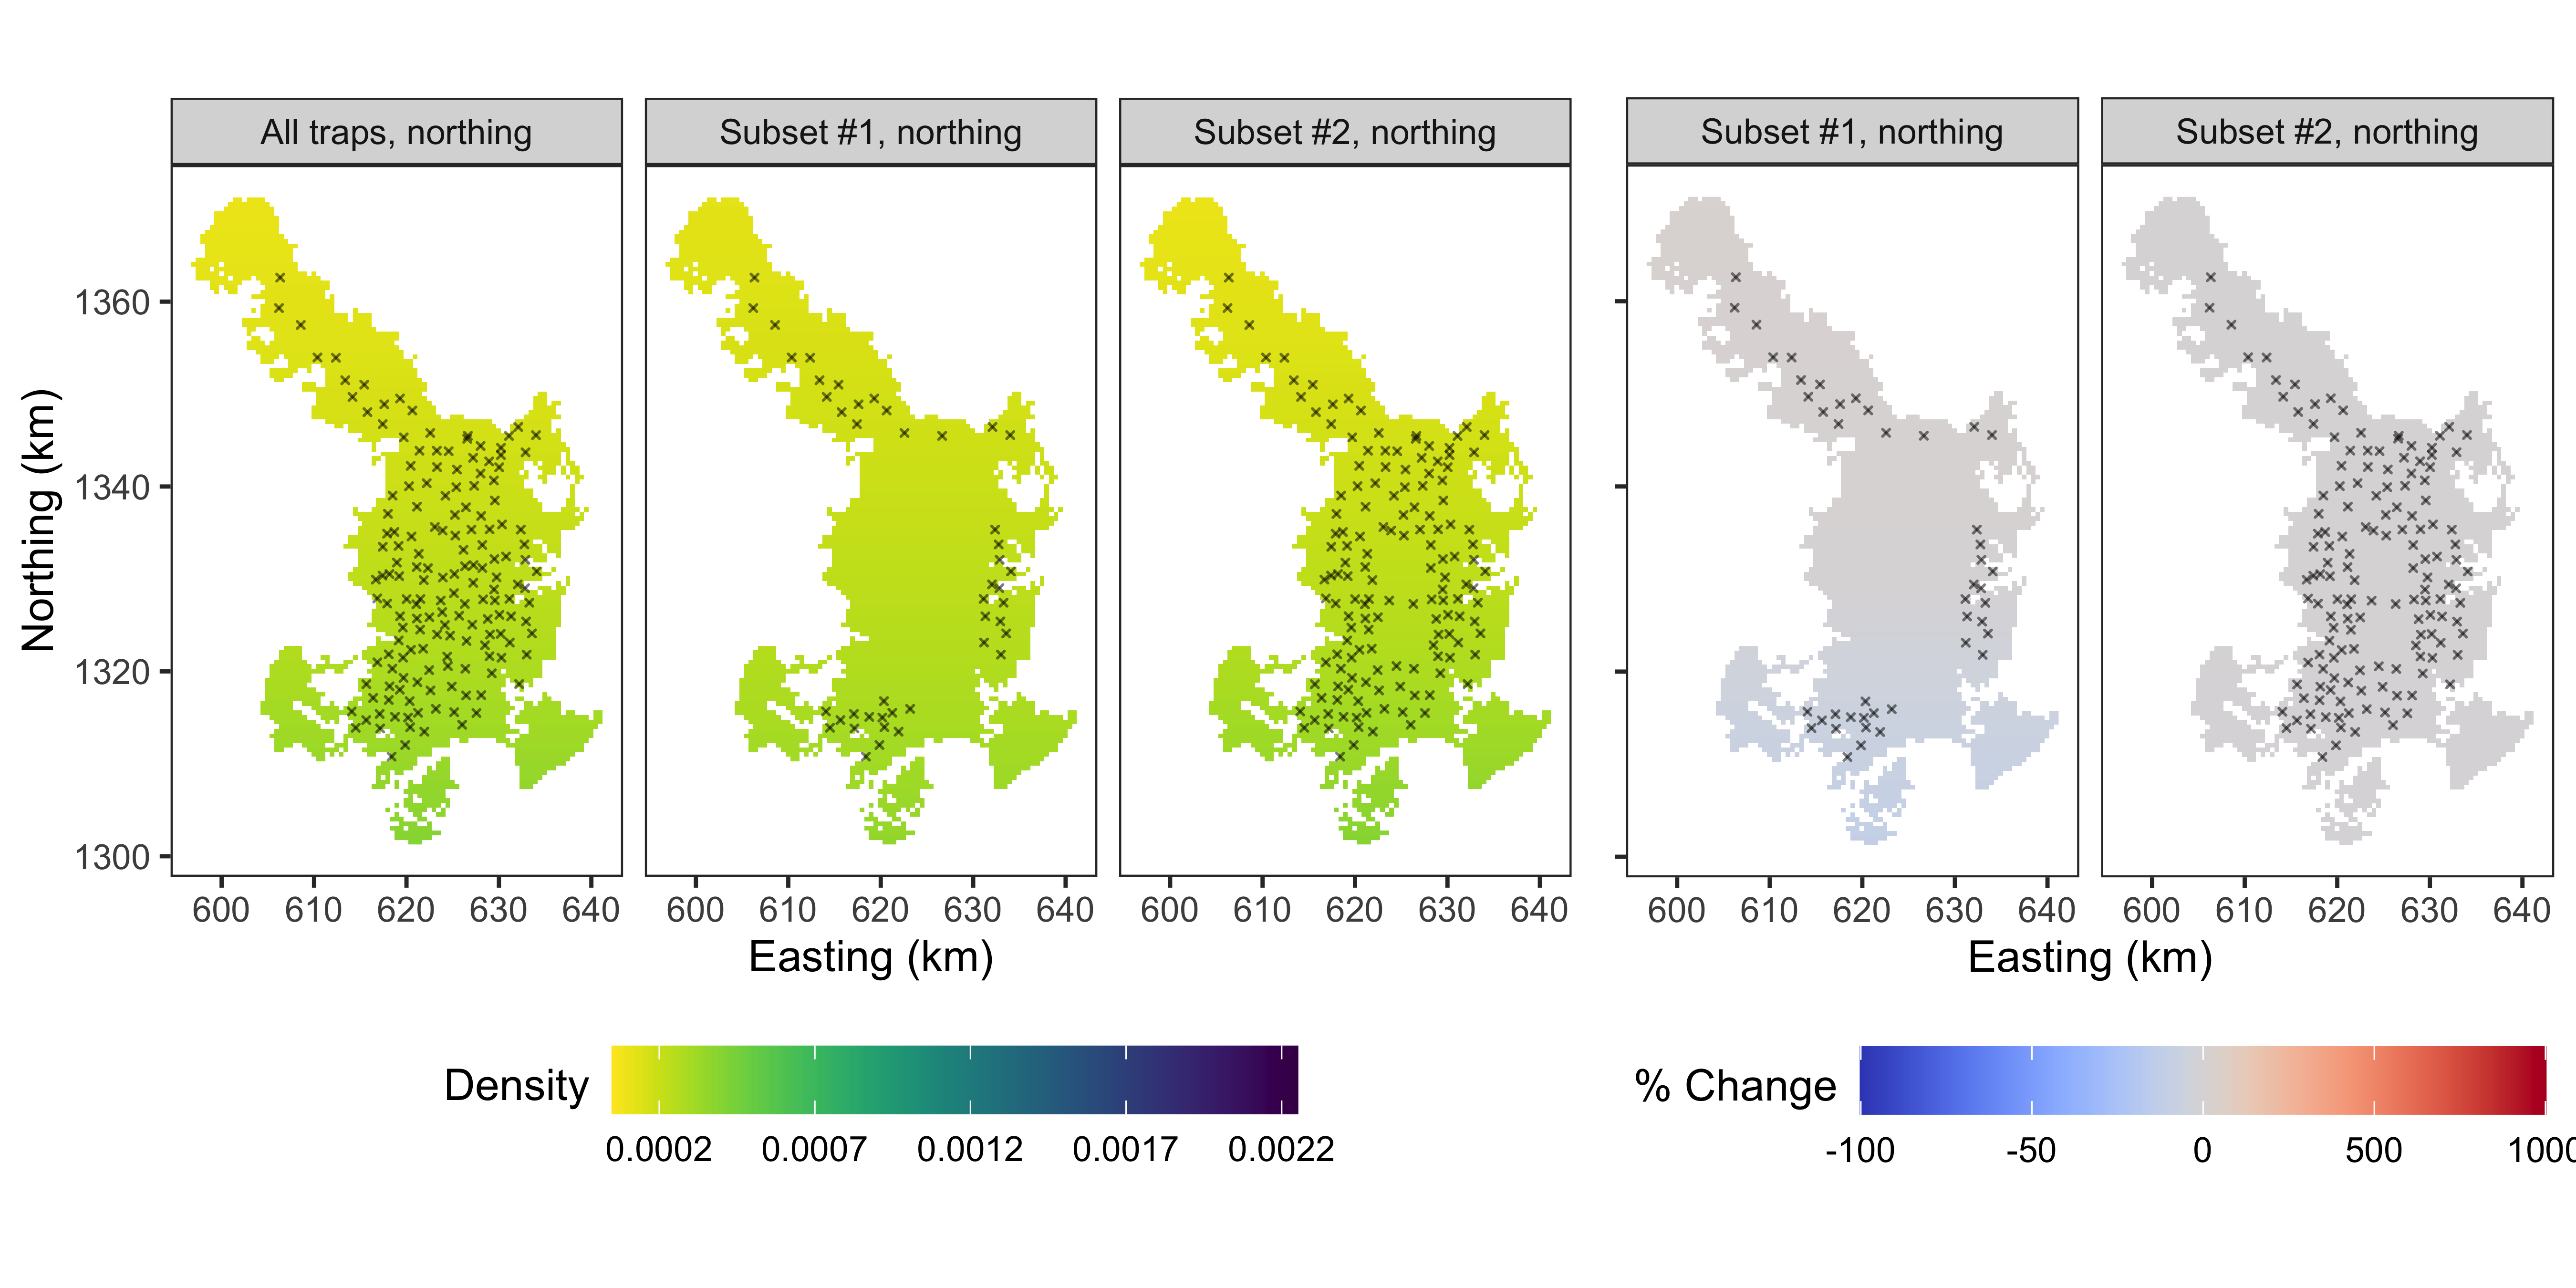 All traps, northing
Subset #1, northing
Subset #2, northing
Subset #1, northing
Subset #2, northing
Northing (km)
1360
1340
1320
1300
600 610 620 630 640
600 610 620 630 640
600 610 620 630 640
600 610 620 630 640
600 610 620 630 640
Easting (km)
Easting (km)
Density
0.0002 0.0007 0.0012 0.0017 0.0022
% Change
-100 -50 0 500 1000